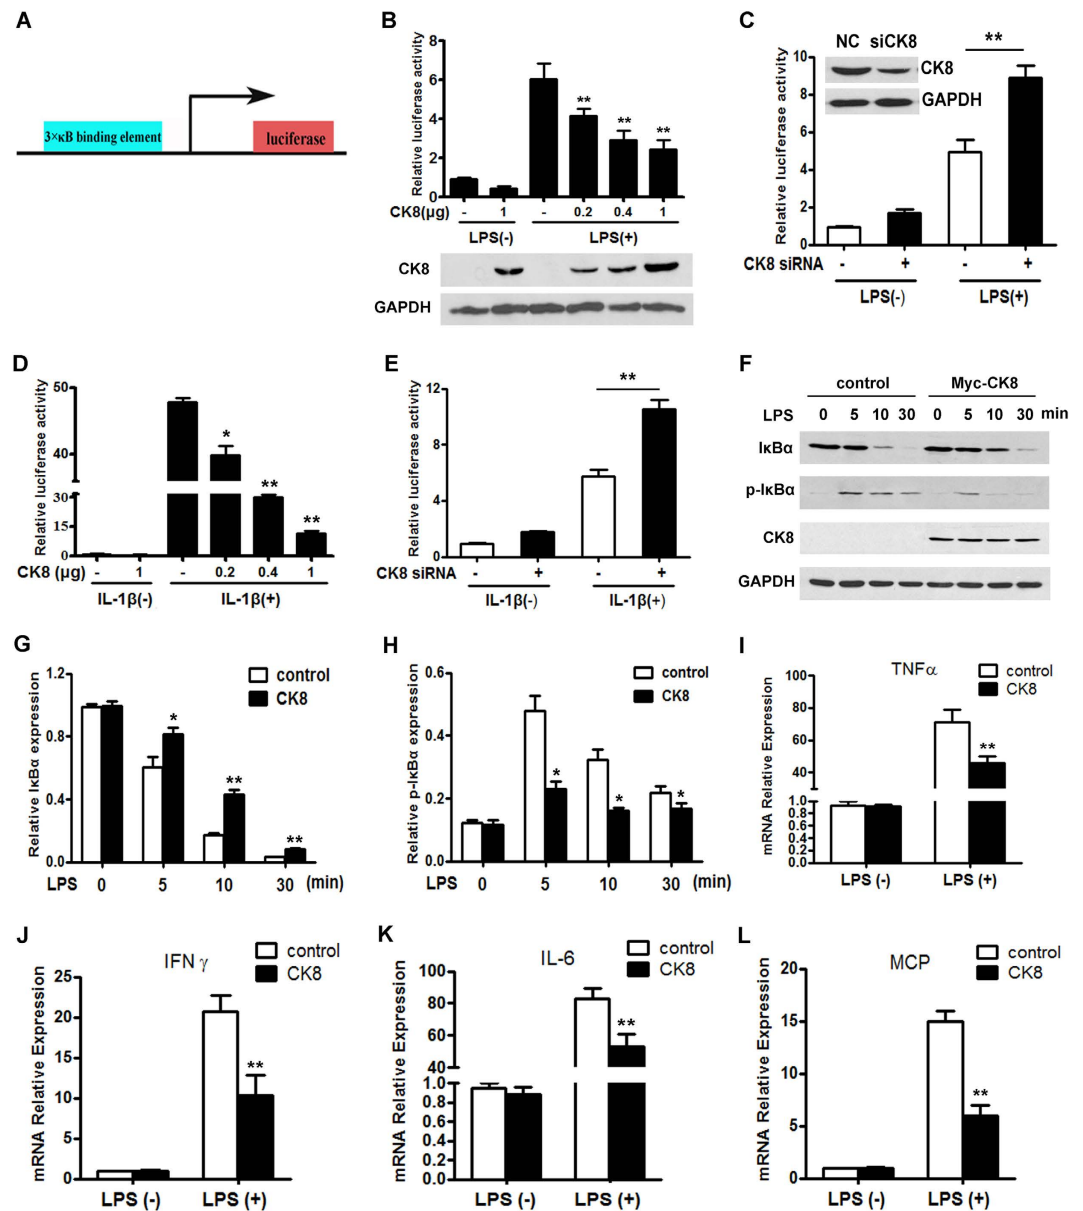 A
3×κB binding element
luciferase
B
Relative luciferase activity
8
6
4
2
0
** ** **
CK8(μg) - 1 - 0.2 0.4 1
LPS(-) LPS(+)
CK8
GAPDH
C
NC siCK8
CK8
GAPDH
**
Relative luciferase activity
10
8
6
4
2
0
CK8 siRNA - + - +
LPS(-) LPS(+)
D
Relative luciferase activity
50
40
30
15
0
* ** **
CK8 (μg) - 1 - 0.2 0.4 1
IL-1β(-) IL-1β(+)
E
Relative luciferase activity
12
8
4
0
**
CK8 siRNA - + - +
IL-1β(-) IL-1β(+)
F
control Myc-CK8
LPS 0 5 10 30 0 5 10 30 min
IκBα
p-IκBα
CK8
GAPDH
G
control
CK8
Relative IκBα expression
1.2
0.8
0.4
0.0
* ** **
LPS 0 5 10 30 (min)
H
control
CK8
Relative p-IκBα expression
0.6
0.4
0.2
0.0
* * *
LPS 0 5 10 30 (min)
I
TNFα
control
CK8
mRNA Relative Expression
100
80
60
40
1.0
0.8
0.6
0.4
0.2
0.0
**
LPS (-) LPS (+)
J
IFN γ
control
CK8
mRNA Relative Expression
25
20
15
10
5
0
**
LPS (-) LPS (+)
K
IL-6
control
CK8
mRNA Relative Expression
100
80
60
40
1.0
0.8
0.6
0.4
0.2
0.0
**
LPS (-) LPS (+)
L
MCP
control
CK8
mRNA Relative Expression
20
15
10
5
0
**
LPS (-) LPS (+)